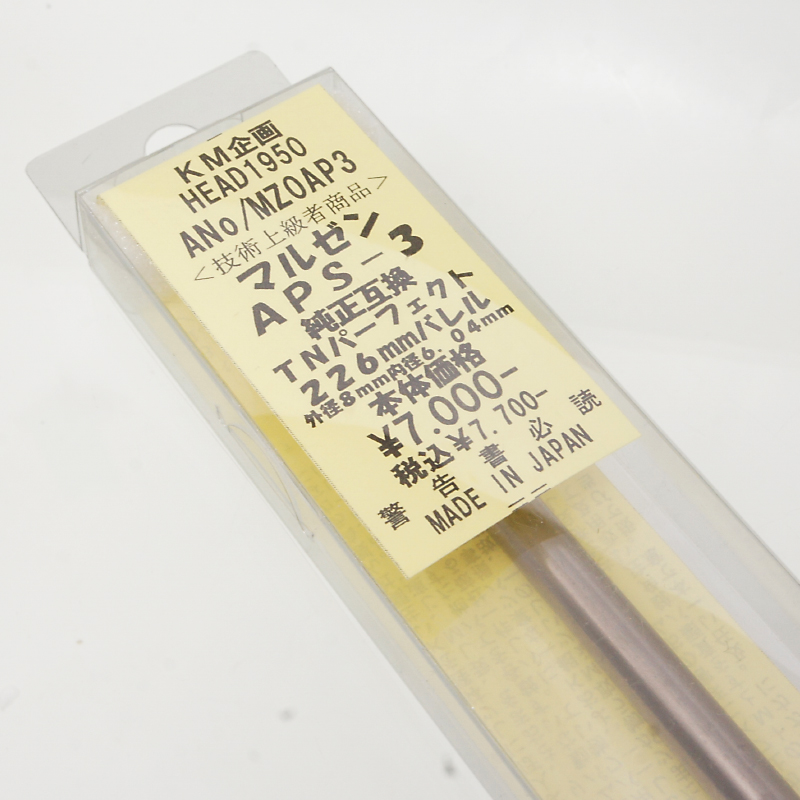 KM企画
HEAD1950
ANo/MZOAP3
<技術上級者商品>
マルゼン
APS-3
純正互換
TNパーフェクト
226mmバレル
外径8mm内径6.04mm
本体価格
¥7.000-
税込¥7.700-
警告書必読
MADE IN JAPAN